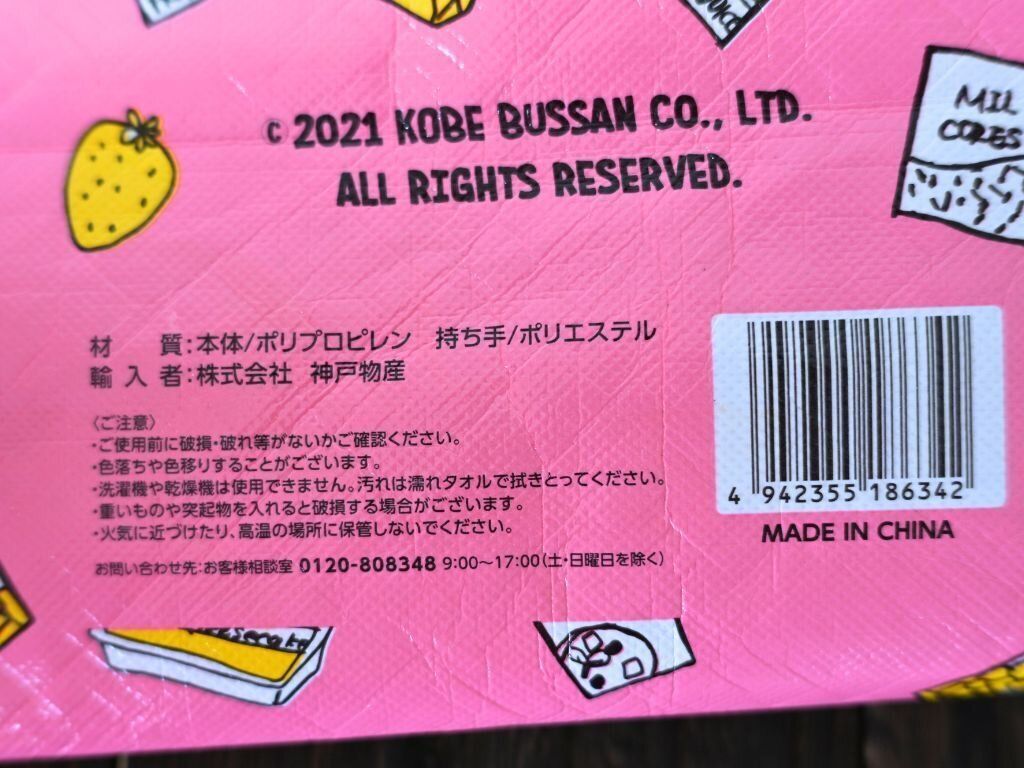 © 2021 KOBE BUSSAN CO., LTD.
ALL RIGHTS RESERVED.
MIL
材 質:本体/ポリプロピレン 持ち手/ポリエステル
輸入者:株式会社 神戸物産
〈ご注意〉
・ご使用前に破損・破れ等がないかご確認ください。
・色落ちや色移りすることがございます。
・洗濯機や乾燥機は使用できません。汚れは濡れタオルで拭きとってください。
・重いものや突起物を入れると破損する場合がございます。
・火気に近づけたり、高温の場所に保管しないでください。
お問い合わせ先:お客様相談室 0120-808348 9:00〜17:00(土・日曜日を除く)
4 942355 186342
MADE IN CHINA